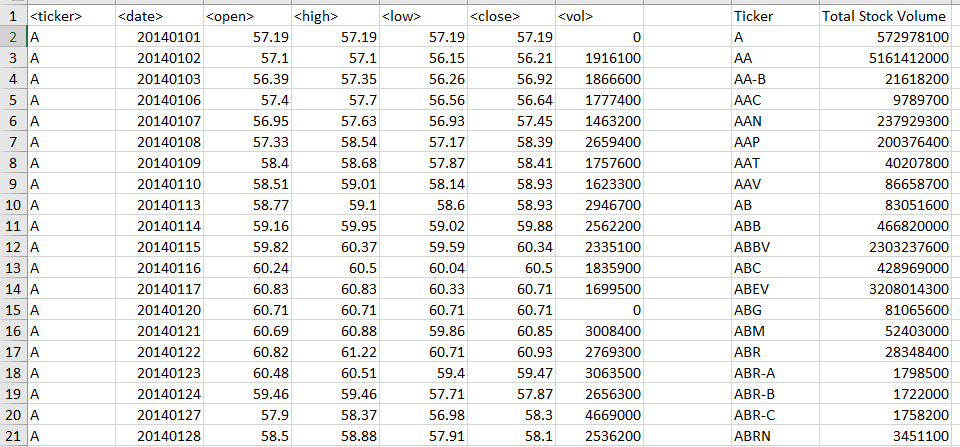 1 <ticker> <date> <open> <high> <low> <close> <vol> Ticker Total Stock Volume
2 A 20140101 57.19 57.19 57.19 57.19 0 A 572978100
3 A 20140102 57.1 57.1 56.15 56.21 1916100 AA 5161412000
4 A 20140103 56.39 57.35 56.26 56.92 1866600 AA-B 21618200
5 A 20140106 57.4 57.7 56.56 56.64 1777400 AAC 9789700
6 A 20140107 56.95 57.63 56.93 57.45 1463200 AAN 237929300
7 A 20140108 57.33 58.54 57.17 58.39 2659400 AAP 200376400
8 A 20140109 58.4 58.68 57.87 58.41 1757600 AAT 40207800
9 A 20140110 58.51 59.01 58.14 58.93 1623300 AAV 86658700
10 A 20140113 58.77 59.1 58.6 58.93 2946700 AB 83051600
11 A 20140114 59.16 59.95 59.02 59.88 2562200 ABB 466820000
12 A 20140115 59.82 60.37 59.59 60.34 2335100 ABBV 2303237600
13 A 20140116 60.24 60.5 60.04 60.5 1835900 ABC 428969000
14 A 20140117 60.83 60.83 60.33 60.71 1699500 ABEV 3208014300
15 A 20140120 60.71 60.71 60.71 60.71 0 ABG 81065600
16 A 20140121 60.69 60.88 59.86 60.85 3008400 ABM 52403000
17 A 20140122 60.82 61.22 60.71 60.93 2769300 ABR 28348400
18 A 20140123 60.48 60.51 59.4 59.47 3063500 ABR-A 1798500
19 A 20140124 59.46 59.46 57.71 57.87 2656300 ABR-B 1722000
20 A 20140127 57.9 58.37 56.98 58.3 4669000 ABR-C 1758200
21 A 20140128 58.5 58.88 57.91 58.1 2536200 ABRN 3451100